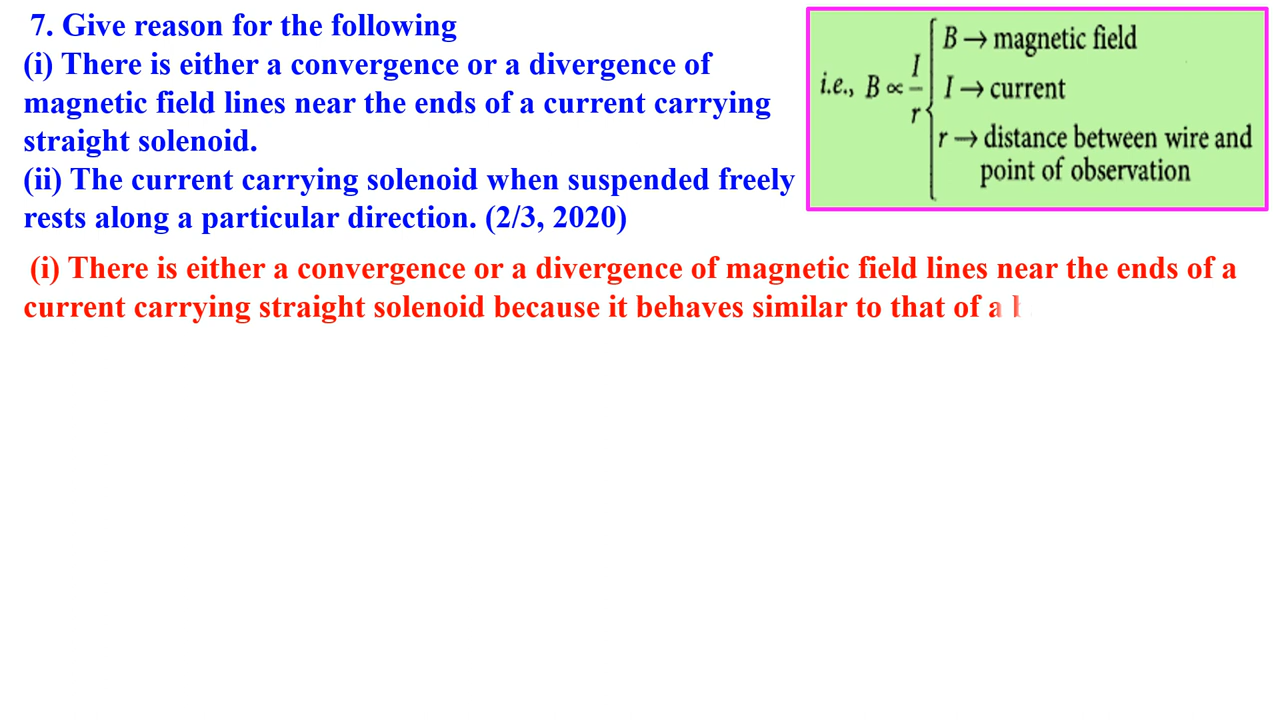 7. Give reason for the following
(i) There is either a convergence or a divergence of
magnetic field lines near the ends of a current carrying
straight solenoid.
(ii) The current carrying solenoid when suspended freely
rests along a particular direction. (2/3, 2020)
i.e., B ∝ I/r
B → magnetic field
I → current
r → distance between wire and
point of observation
(i) There is either a convergence or a divergence of magnetic field lines near the ends of a
current carrying straight solenoid because it behaves similar to that of a